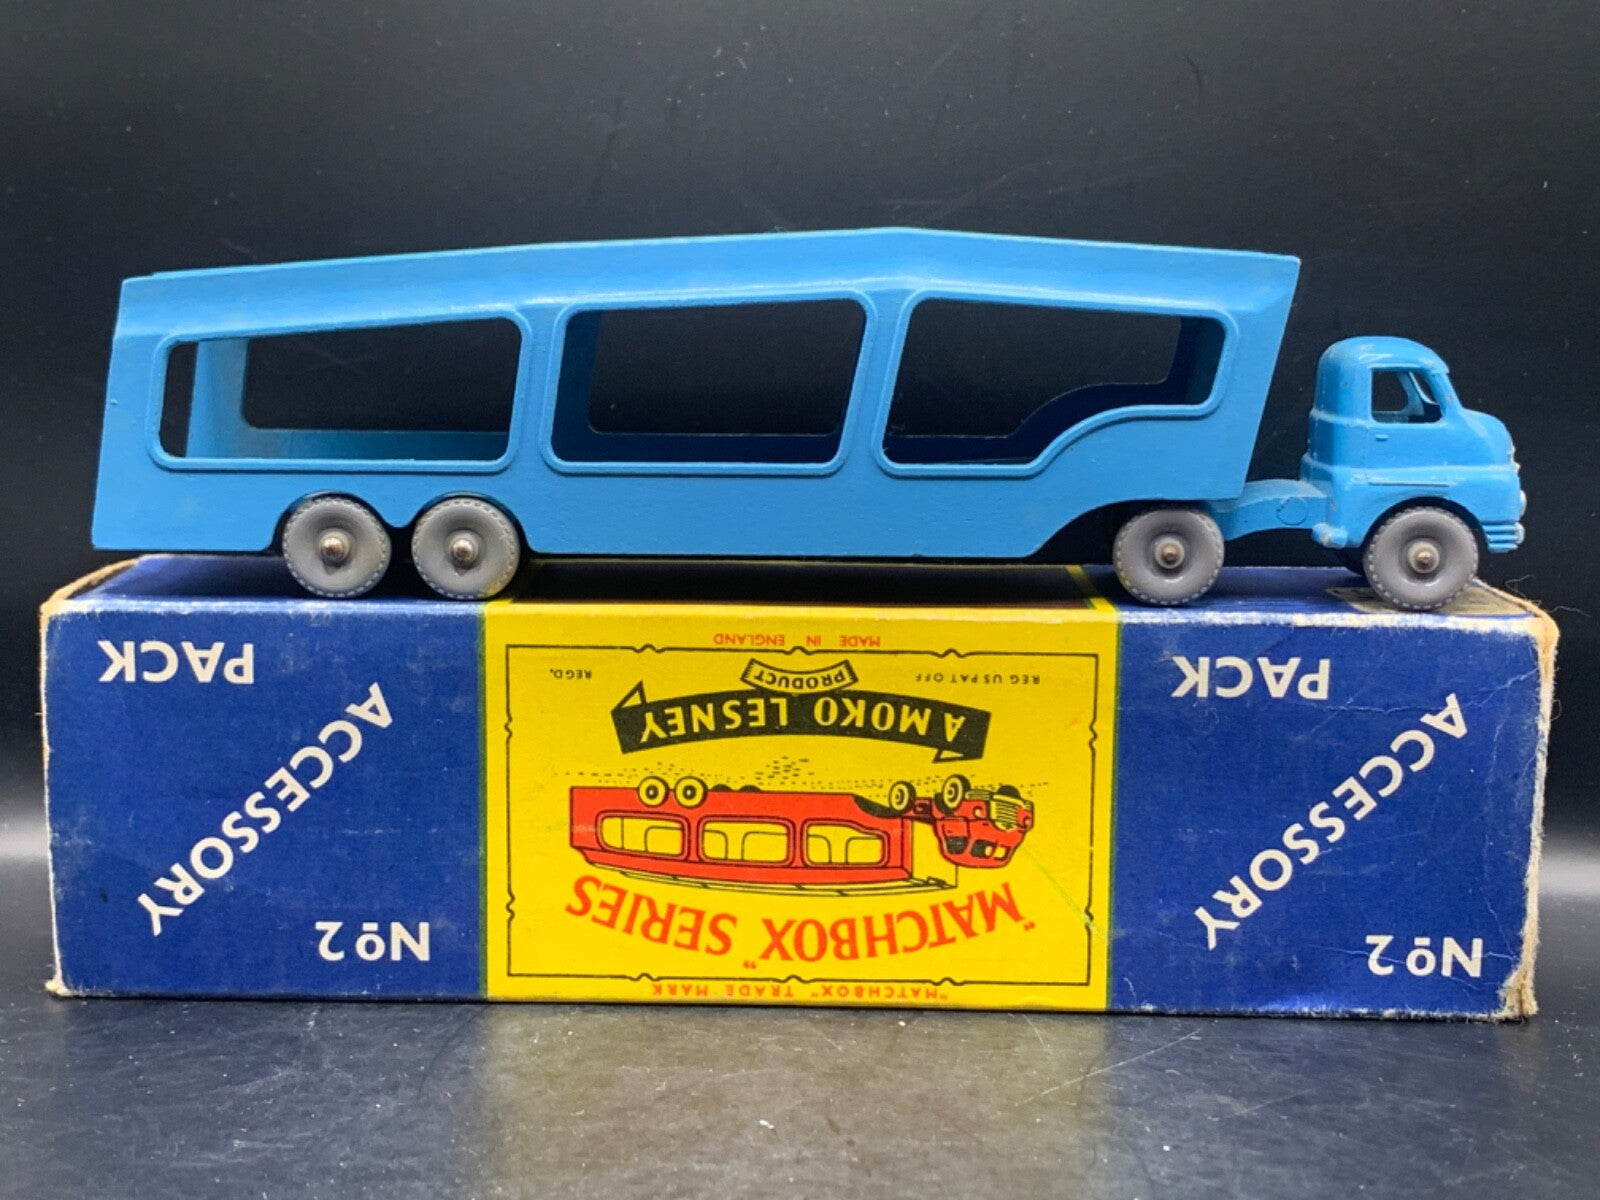 "MATCHBOX" TRADE MARK
"MATCHBOX" SERIES
A MOKO LESNEY
PRODUCT
REG US PAT OFF
REGD.
MADE IN ENGLAND
Nº 2
ACCESSORY
PACK
Nº 2
ACCESSORY
PACK